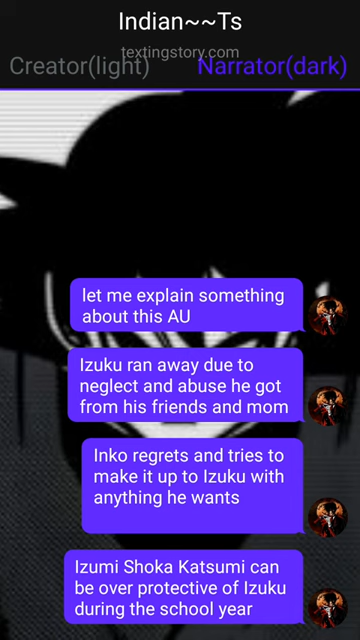 Indian~~Ts
textingstory.com
Creator(light) Narrator(dark)
let me explain something
about this AU
Izuku ran away due to
neglect and abuse he got
from his friends and mom
Inko regrets and tries to
make it up to Izuku with
anything he wants
Izumi Shoka Katsumi can
be over protective of Izuku
during the school year